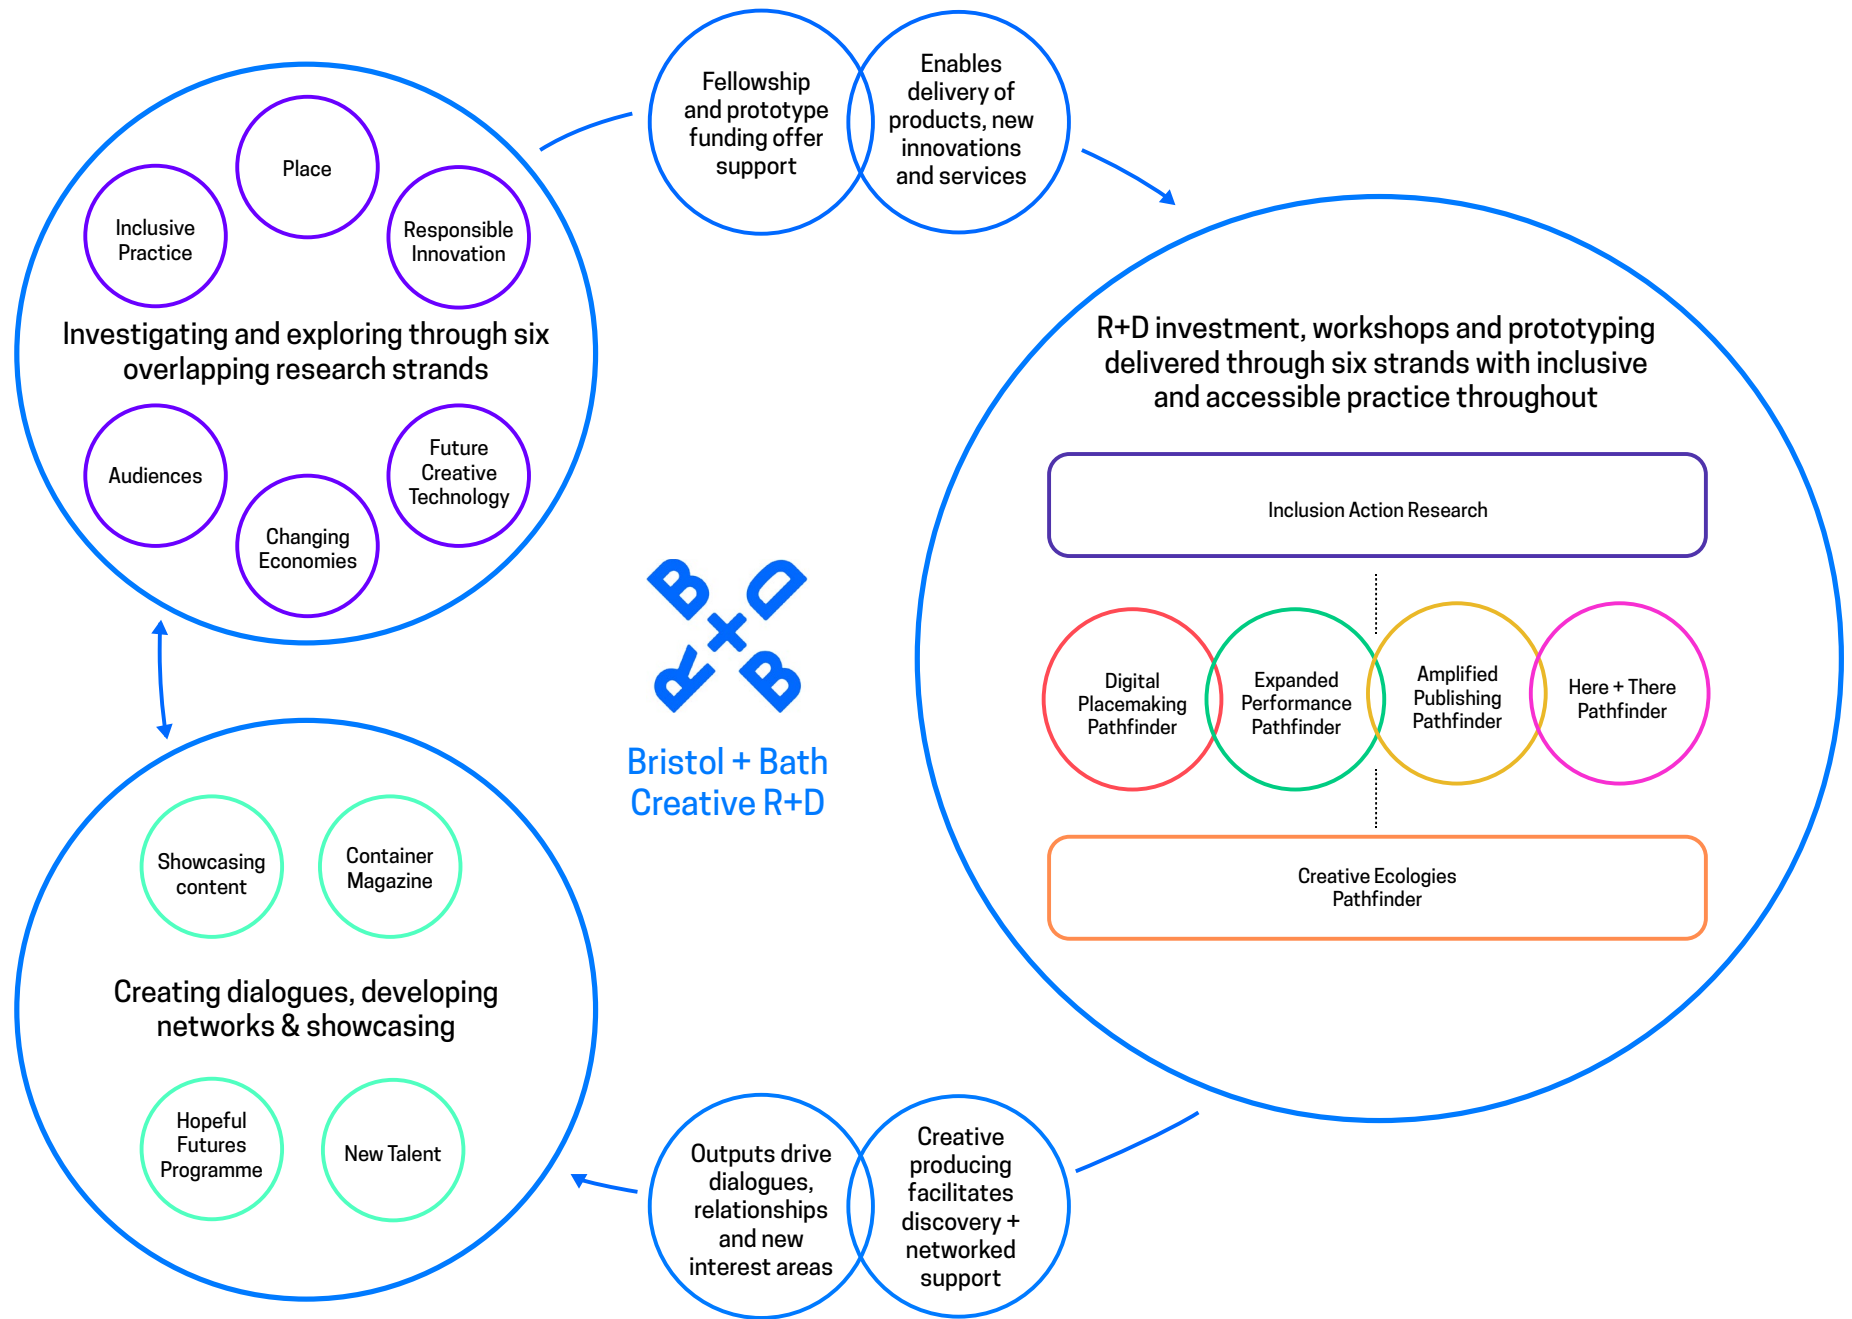 Place
Inclusive
Practice
Responsible
Innovation
Investigating and exploring through six
overlapping research strands
Audiences
Future
Creative
Technology
Changing
Economies
Fellowship
and prototype
funding offer
support
Enables
delivery of
products, new
innovations
and services
R+D investment, workshops and prototyping
delivered through six strands with inclusive
and accessible practice throughout
Inclusion Action Research
Digital
Placemaking
Pathfinder
Expanded
Performance
Pathfinder
Amplified
Publishing
Pathfinder
Here + There
Pathfinder
Creative Ecologies
Pathfinder
B D
+
R B
Bristol + Bath
Creative R+D
Showcasing
content
Container
Magazine
Creating dialogues, developing
networks & showcasing
Hopeful
Futures
Programme
New Talent
Outputs drive
dialogues,
relationships
and new
interest areas
Creative
producing
facilitates
discovery +
networked
support